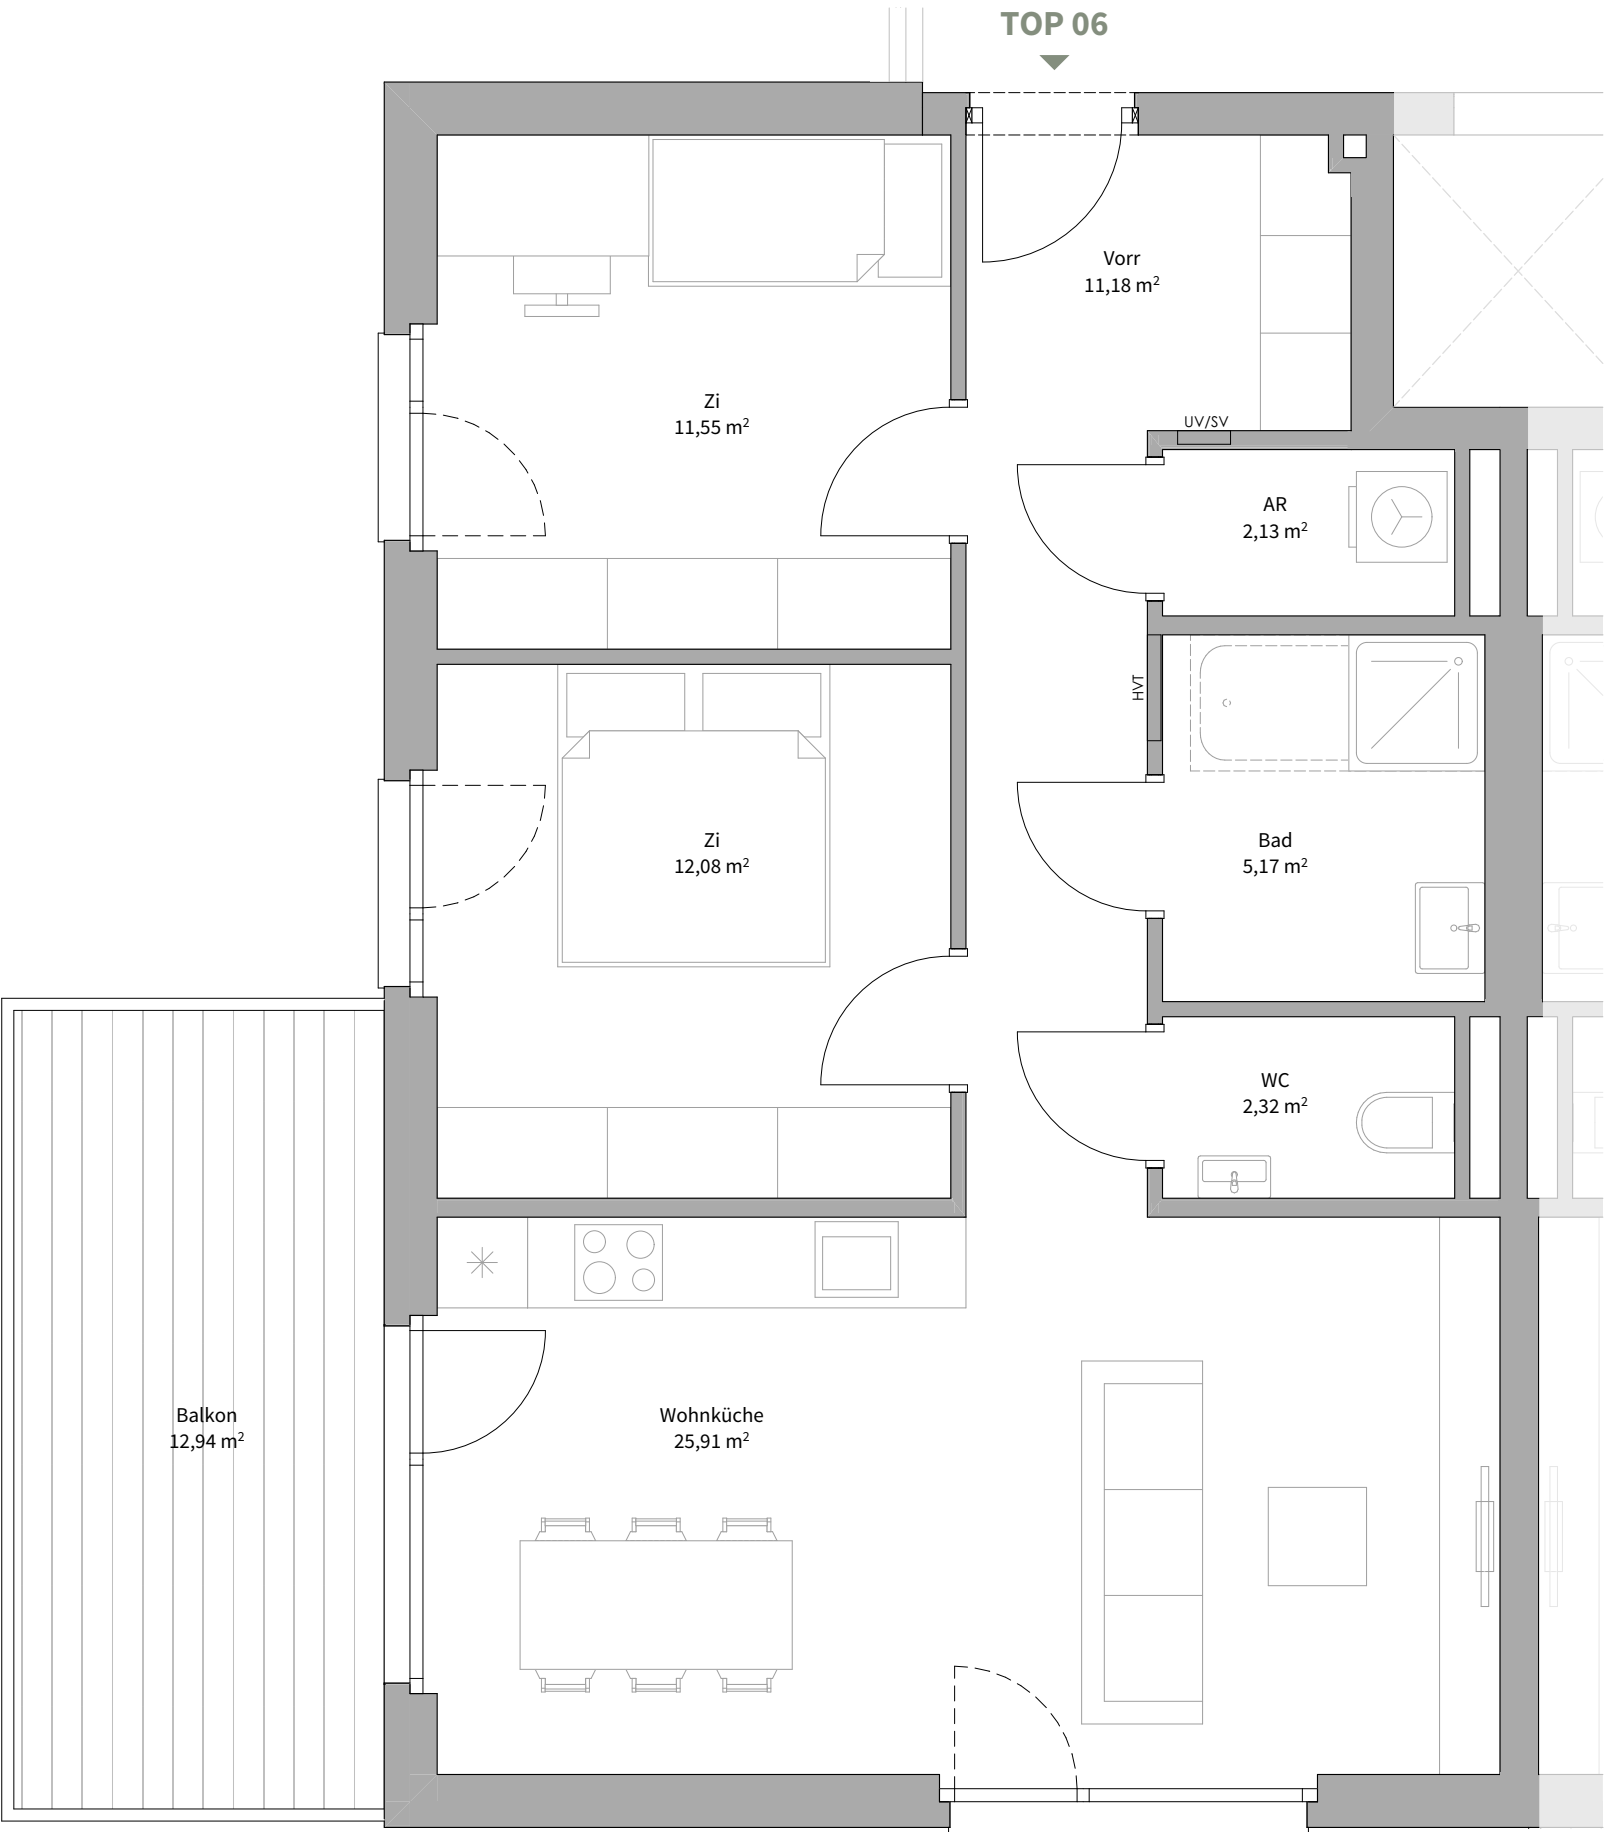 TOP 06
Vorr
11,18 m²
Zi
11,55 m²
UV/SV
AR
2,13 m²
HVT
Zi
12,08 m²
Bad
5,17 m²
WC
2,32 m²
Balkon
12,94 m²
Wohnküche
25,91 m²